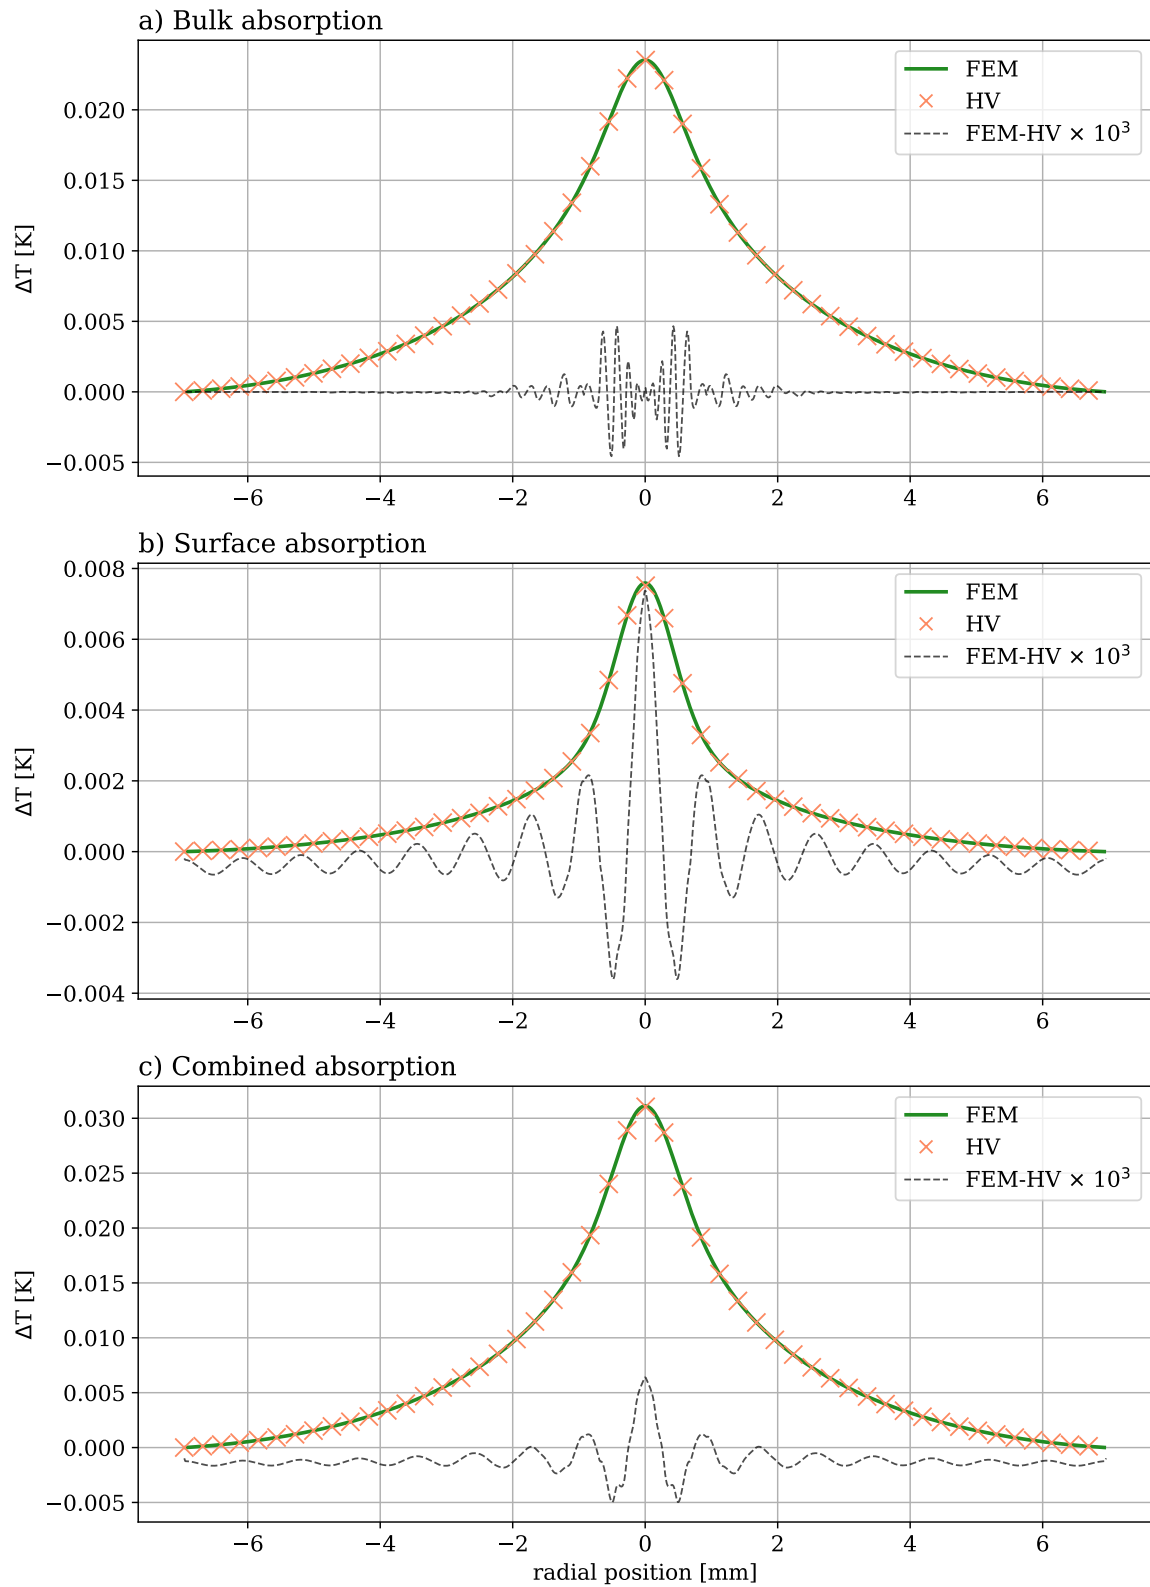 a) Bulk absorption
FEM
HV
FEM-HV × 10³
0.020
0.015
0.010
0.005
0.000
−0.005
ΔT [K]
−6 −4 −2 0 2 4 6
b) Surface absorption
FEM
HV
FEM-HV × 10³
0.008
0.006
0.004
0.002
0.000
−0.002
−0.004
ΔT [K]
−6 −4 −2 0 2 4 6
c) Combined absorption
FEM
HV
FEM-HV × 10³
0.030
0.025
0.020
0.015
0.010
0.005
0.000
−0.005
ΔT [K]
−6 −4 −2 0 2 4 6
radial position [mm]